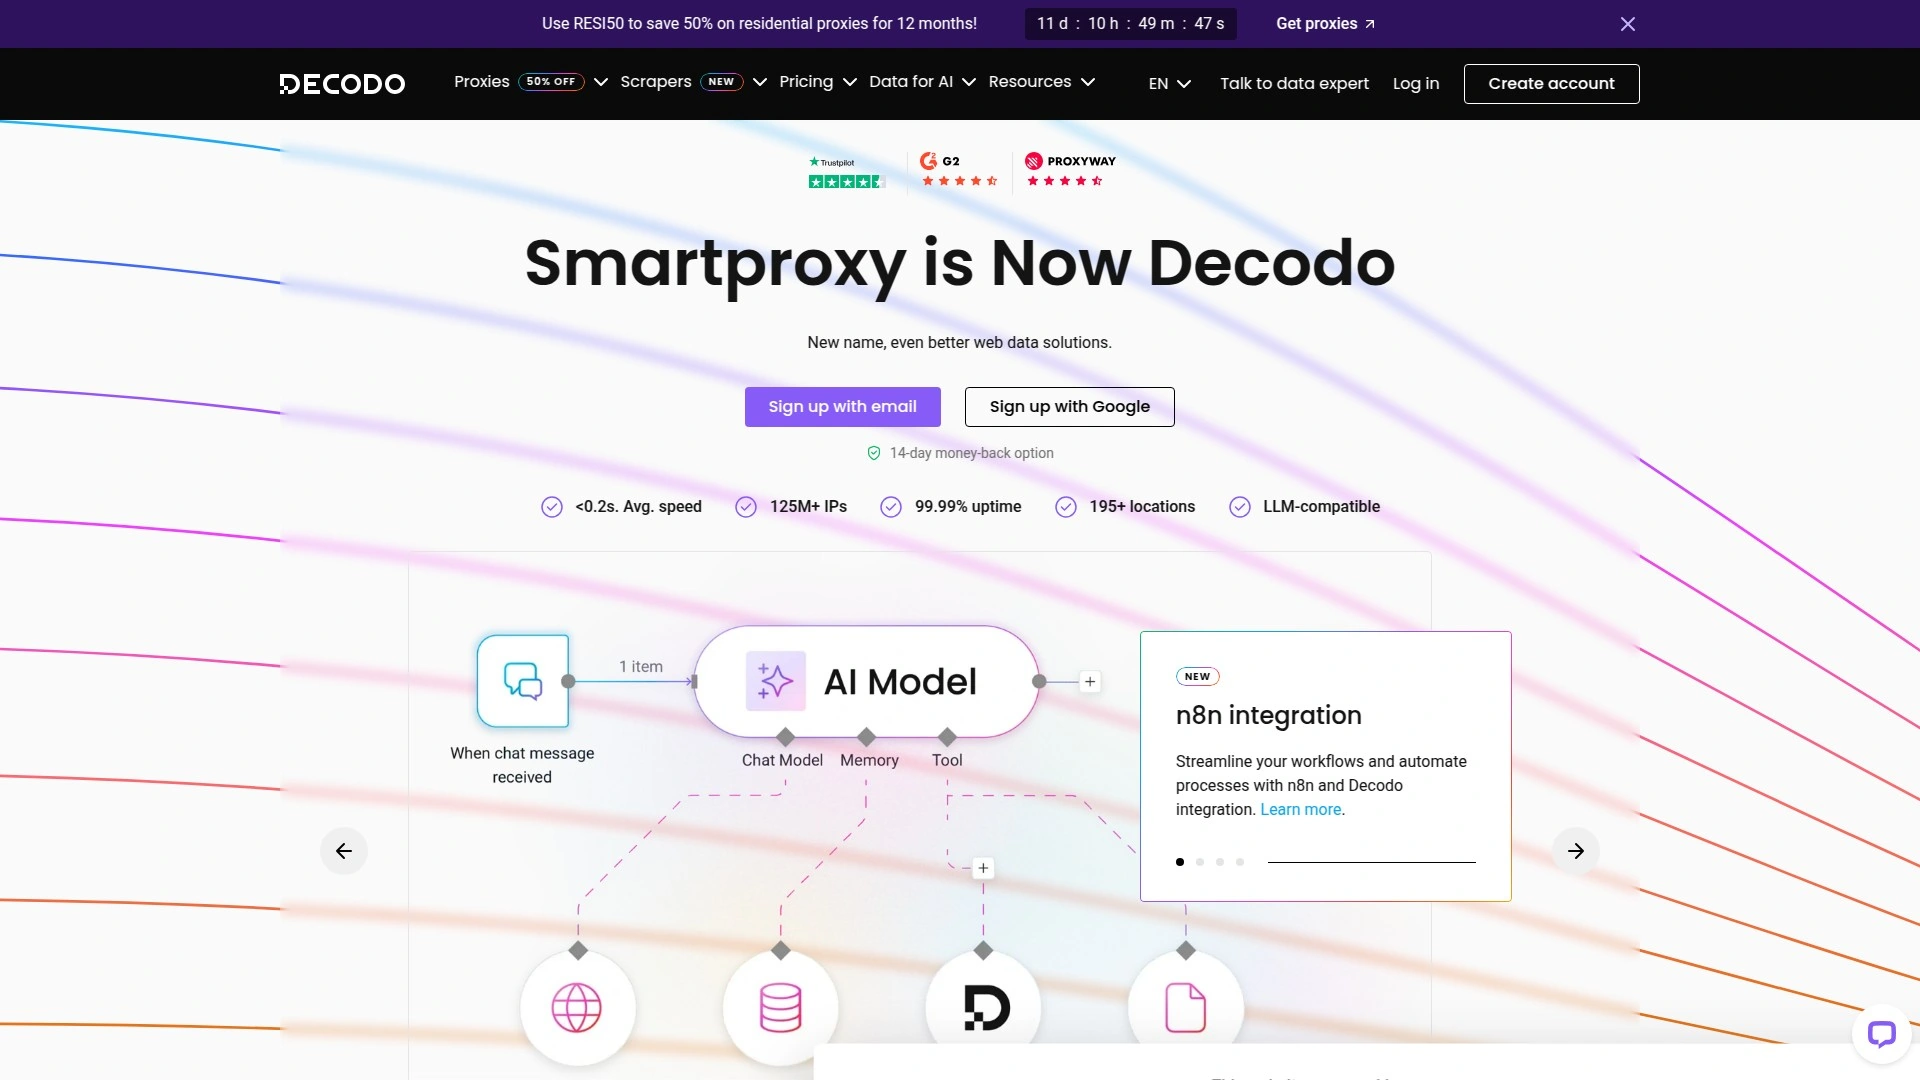 Use RESI50 to save 50% on residential proxies for 12 months!
11 d : 10 h : 49 m : 47 s
Get proxies
DECODO
Proxies 50% OFF
Scrapers NEW
Pricing
Data for AI
Resources
EN
Talk to data expert
Log in
Create account
Trustpilot
G2
PROXYWAY
Smartproxy is Now Decodo
New name, even better web data solutions.
Sign up with email
Sign up with Google
14-day money-back option
<0.2s. Avg. speed
125M+ IPs
99.99% uptime
195+ locations
LLM-compatible
1 item
AI Model
When chat message
received
Chat Model
Memory
Tool
NEW
n8n integration
Streamline your workflows and automate
processes with n8n and Decodo
integration. Learn more.